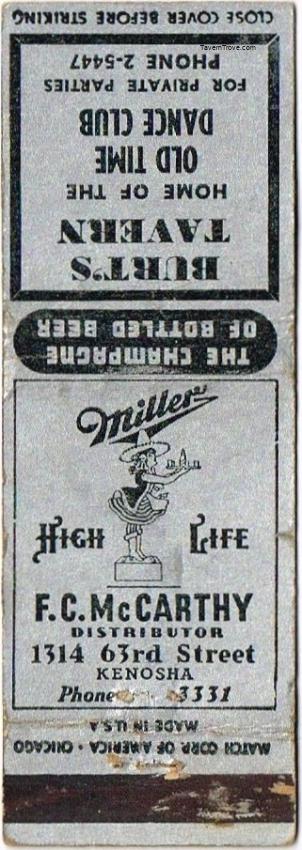 CLOSE COVER BEFORE STRIKING
TavernTrove.com
BURT'S
TAVERN
HOME OF THE
OLD TIME
DANCE CLUB
FOR PRIVATE PARTIES
PHONE 2-5447
THE CHAMPAGNE
OF BOTTLED BEER
Miller
HIGH LIFE
F.C. McCARTHY
DISTRIBUTOR
1314 63rd Street
KENOSHA
Phone 3331
MATCH CORP. OF AMERICA · CHICAGO
MADE IN U.S.A